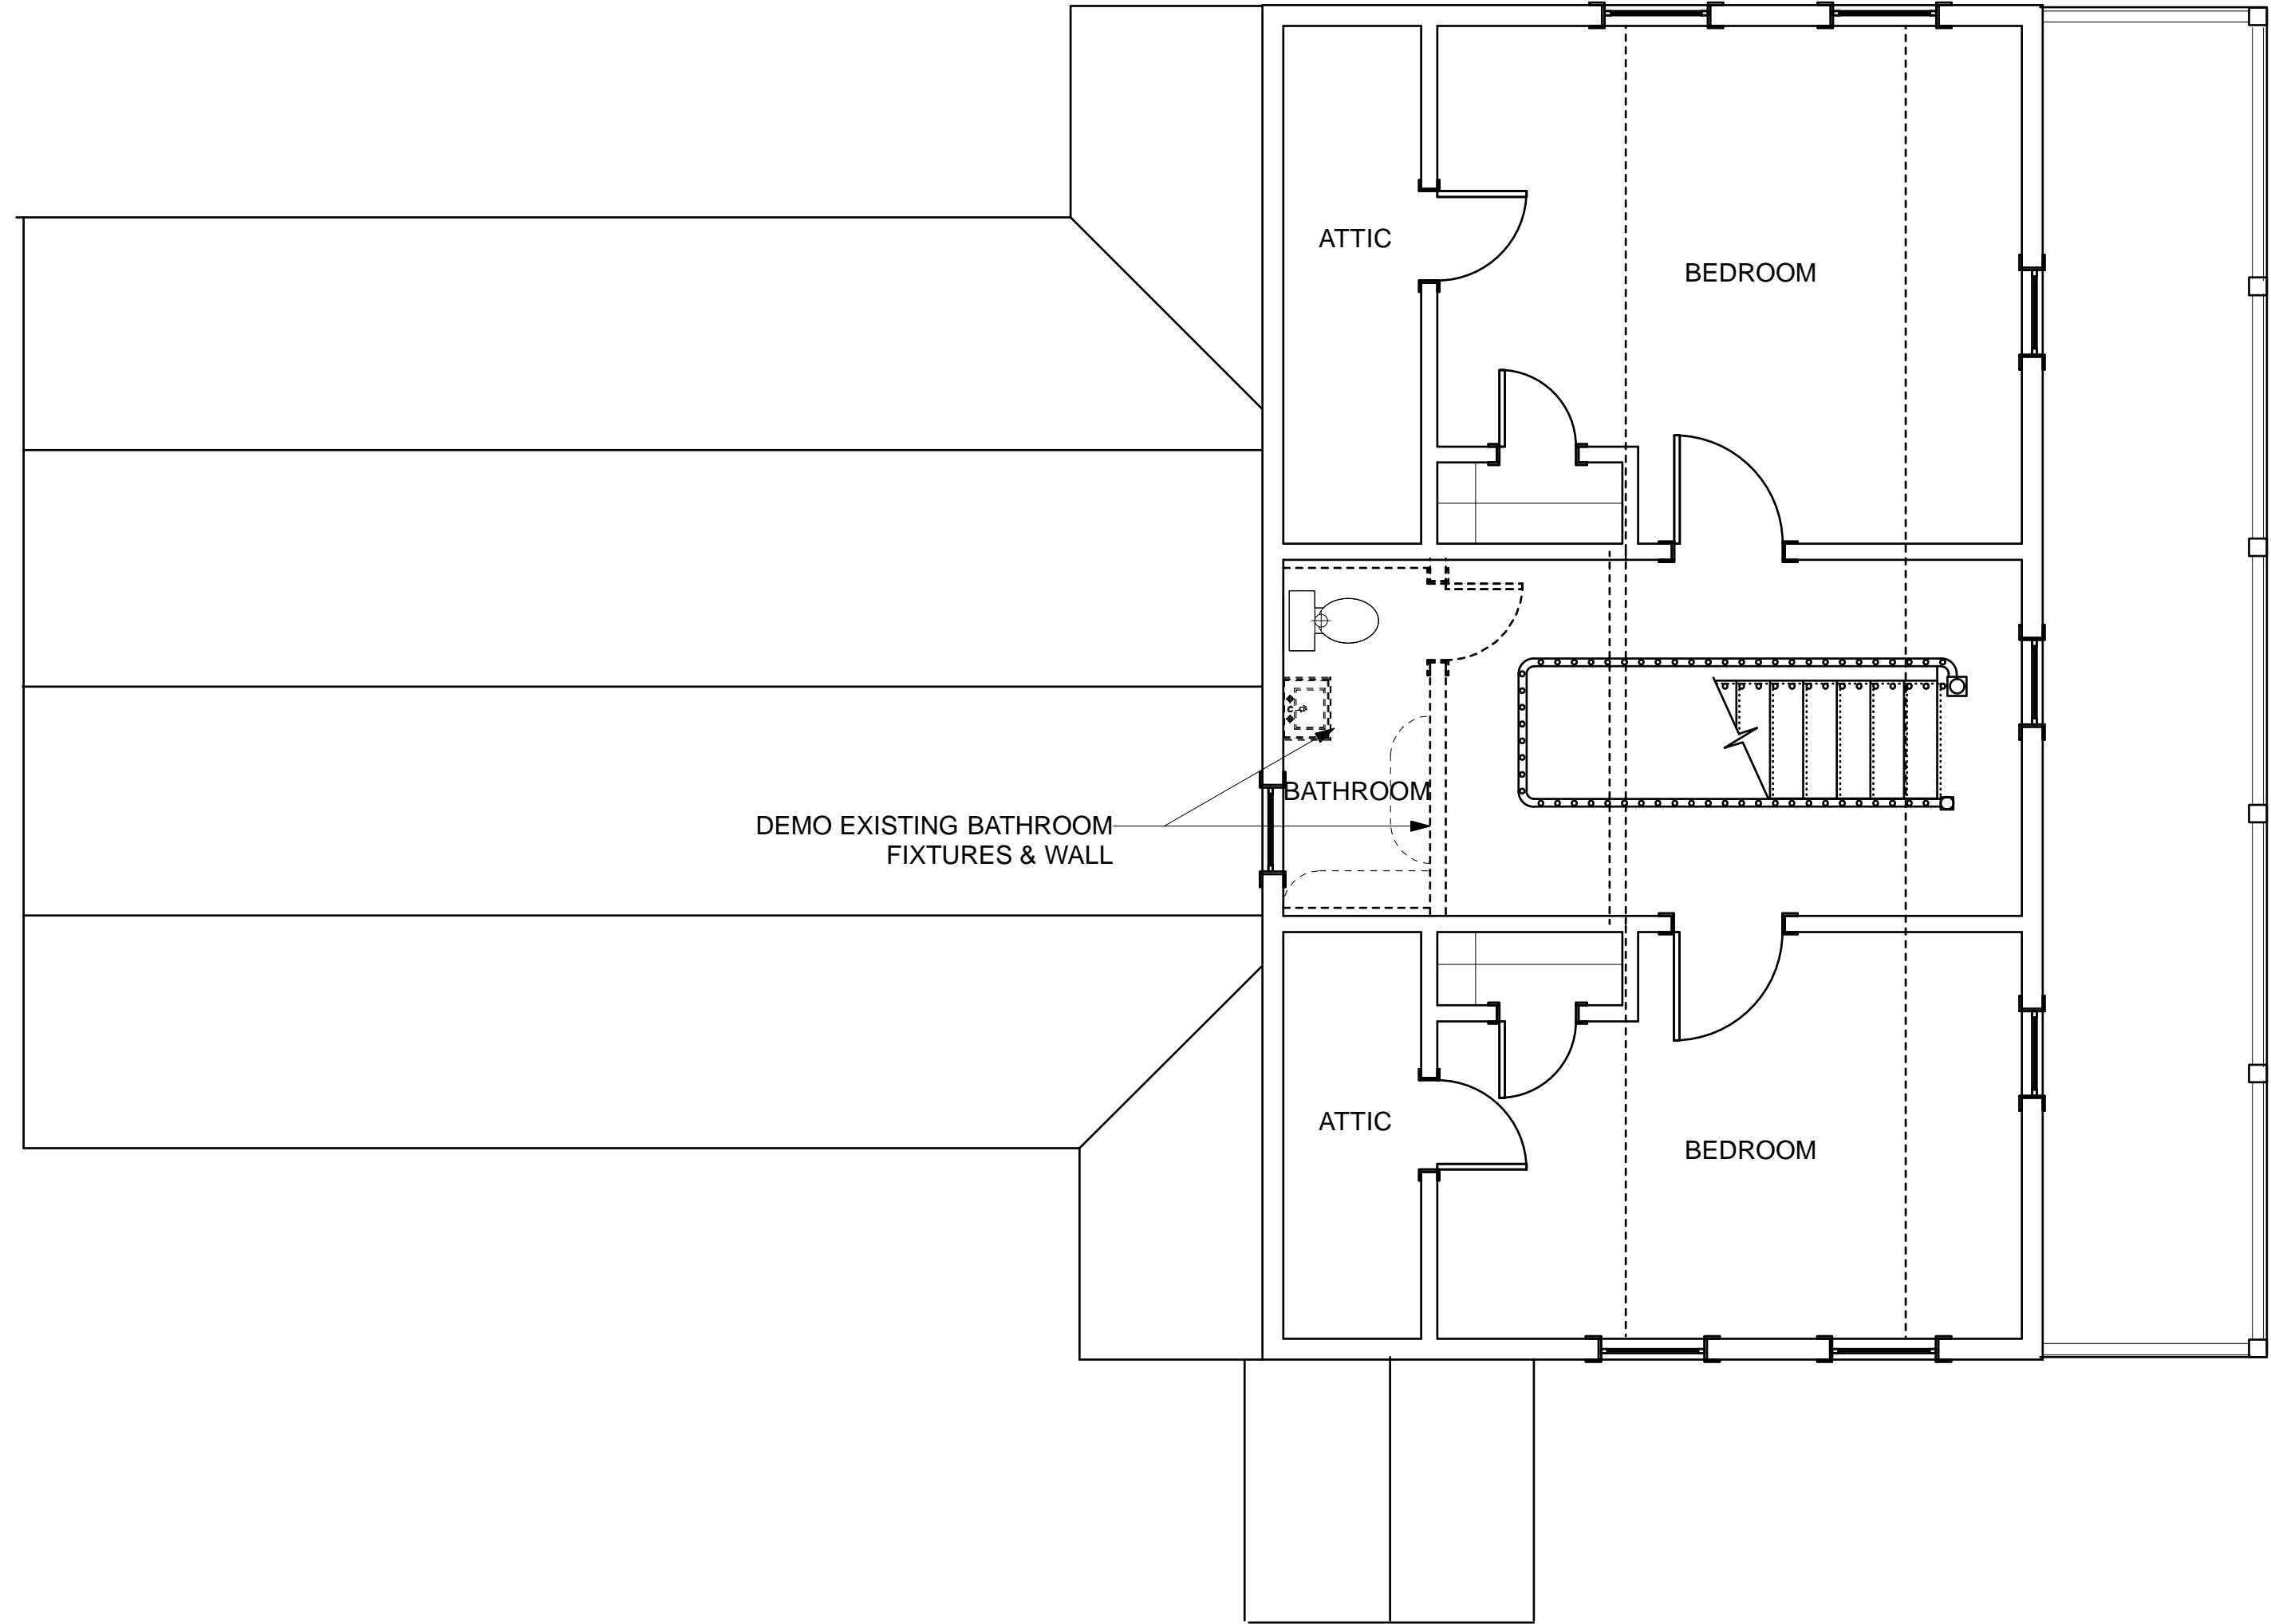 ATTIC
BEDROOM
BATHROOM
DEMO EXISTING BATHROOM
FIXTURES & WALL
ATTIC
BEDROOM